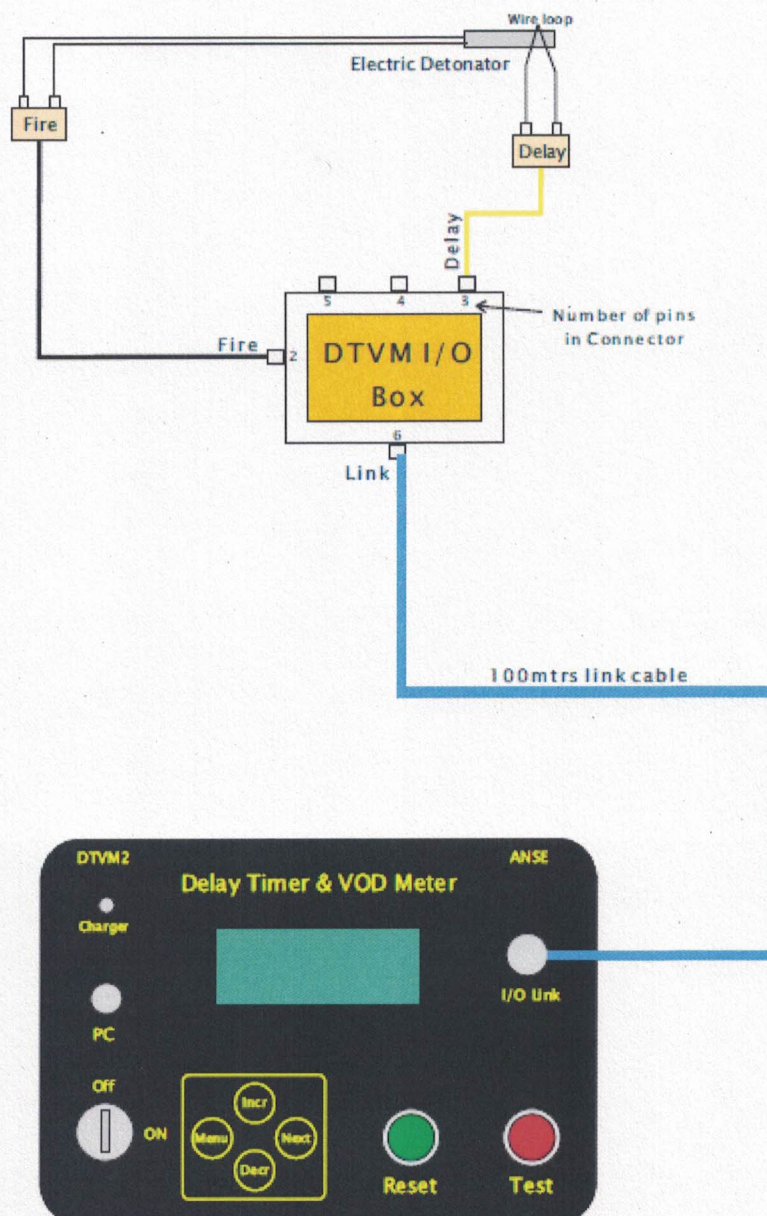 Wire loop
Electric Detonator
Fire
Delay
Delay
5 4 3
Number of pins
in Connector
Fire
2
DTVM I/O
Box
6
Link
100mtrs link cable
DTVM2
ANSE
Delay Timer & VOD Meter
Charger
I/O Link
PC
Off
ON
Incr
Menu
Next
Decr
Reset
Test